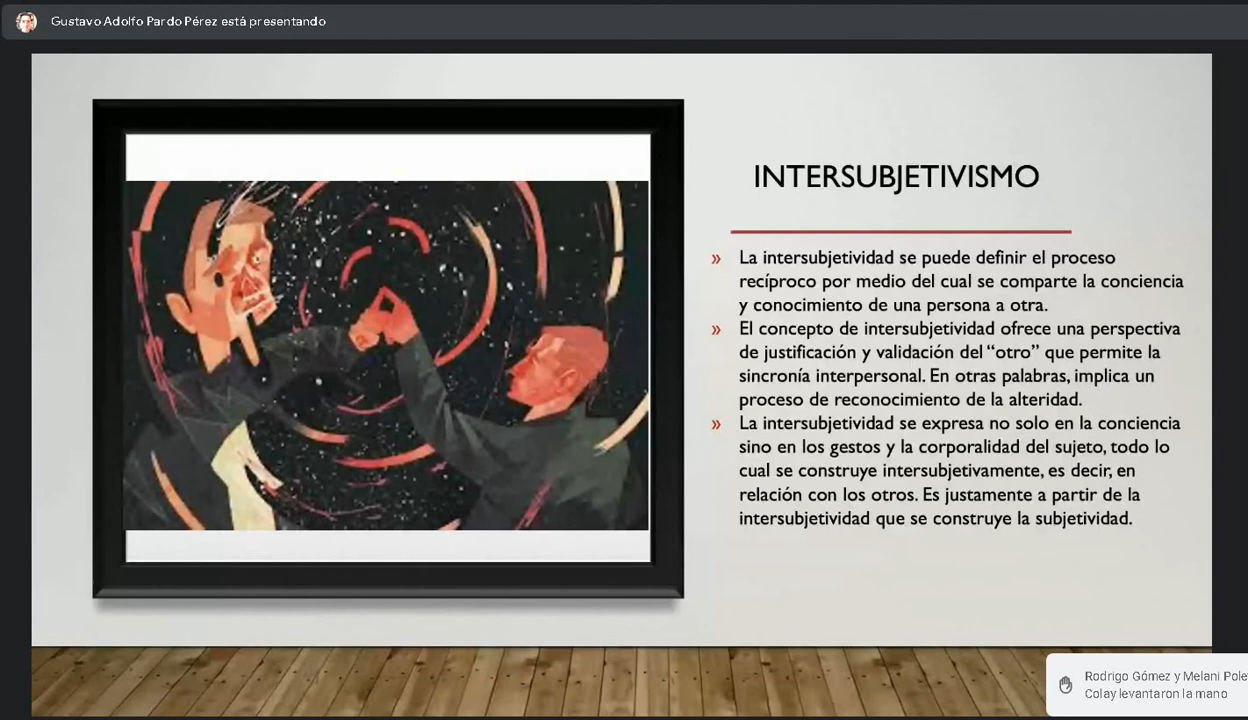 Gustavo Adolfo Pardo Pérez está presentando
INTERSUBJETIVISMO
» La intersubjetividad se puede definir el proceso
recíproco por medio del cual se comparte la conciencia
y conocimiento de una persona a otra.
» El concepto de intersubjetividad ofrece una perspectiva
de justificación y validación del “otro” que permite la
sincronía interpersonal. En otras palabras, implica un
proceso de reconocimiento de la alteridad.
» La intersubjetividad se expresa no solo en la conciencia
sino en los gestos y la corporalidad del sujeto, todo lo
cual se construye intersubjetivamente, es decir, en
relación con los otros. Es justamente a partir de la
intersubjetividad que se construye la subjetividad.
Rodrigo Gómez y Melani
Colay levantaron la mano